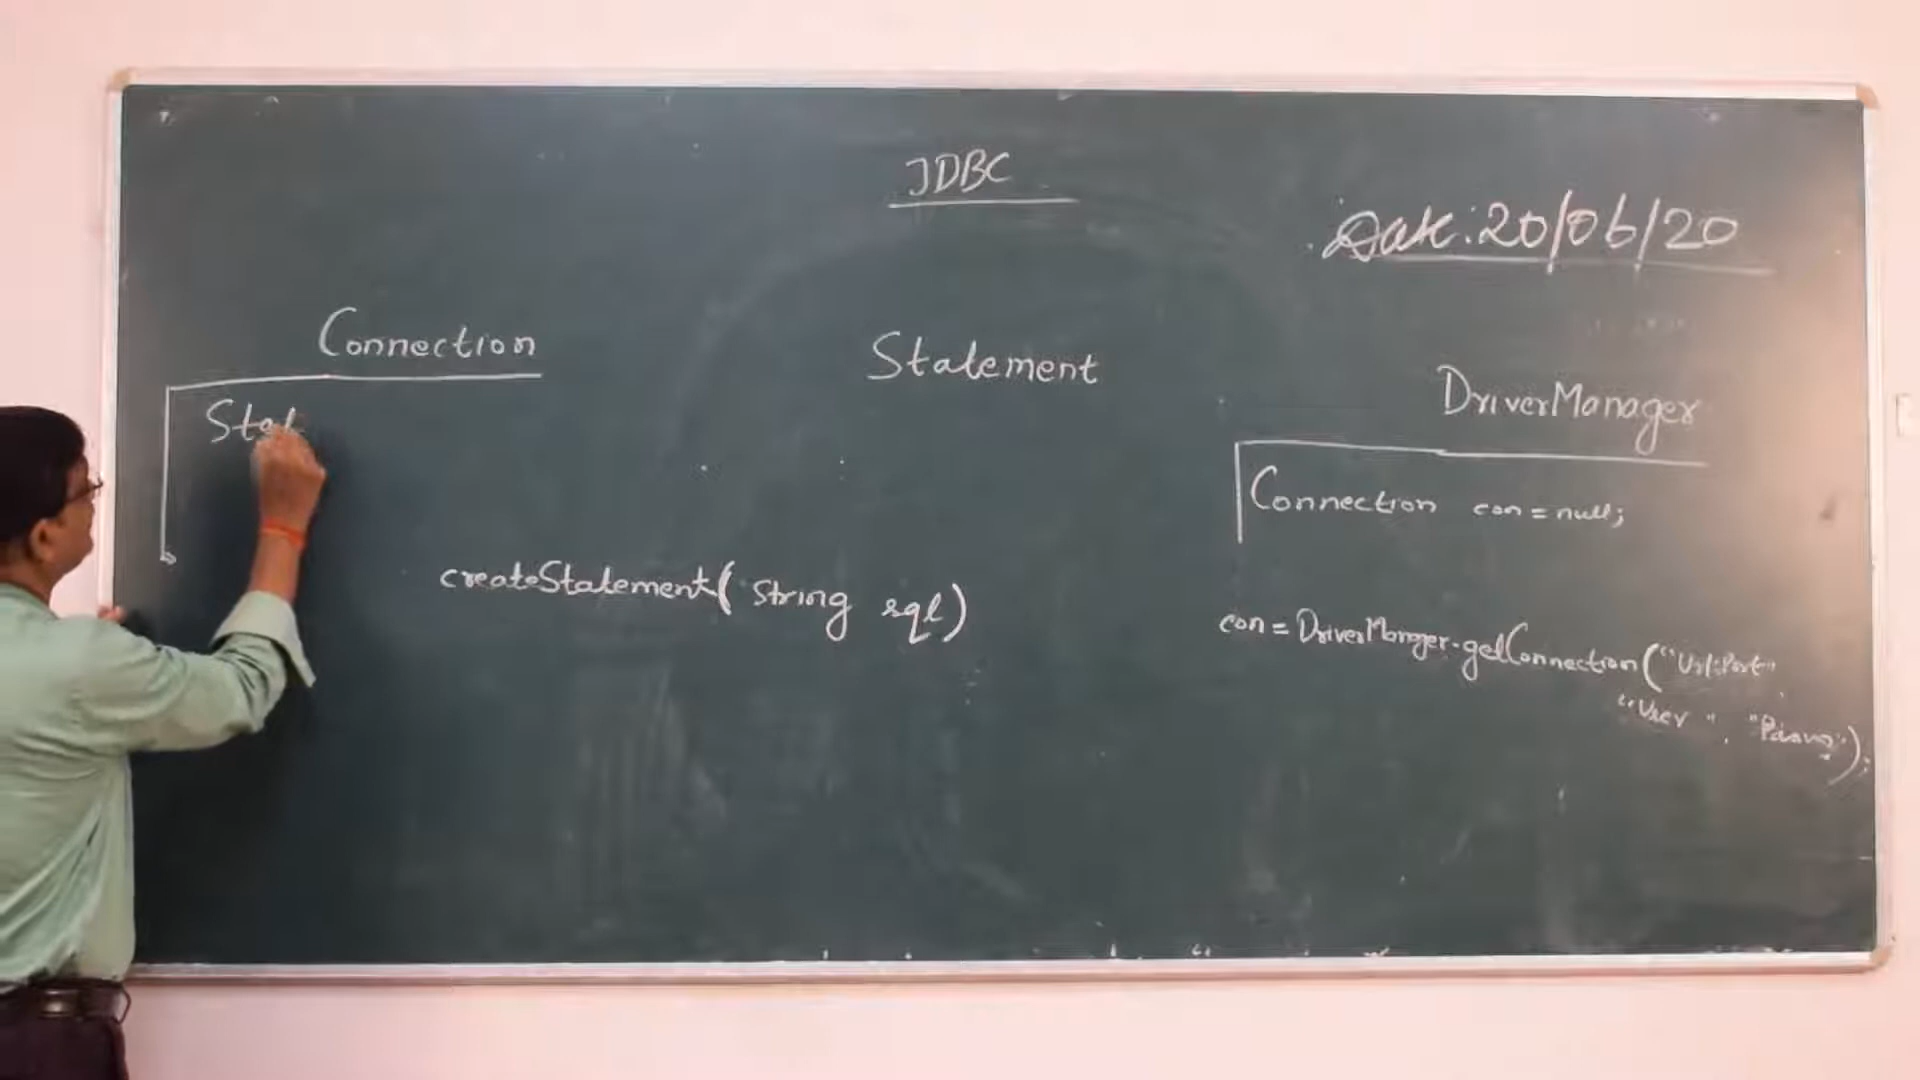 JDBC
Date: 20/06/20
Connection
Stat
Statement
DriverManager
Connection con = null;
createStatement( String sql)
con = DriverManger.getConnection("Url:Port"
"User",